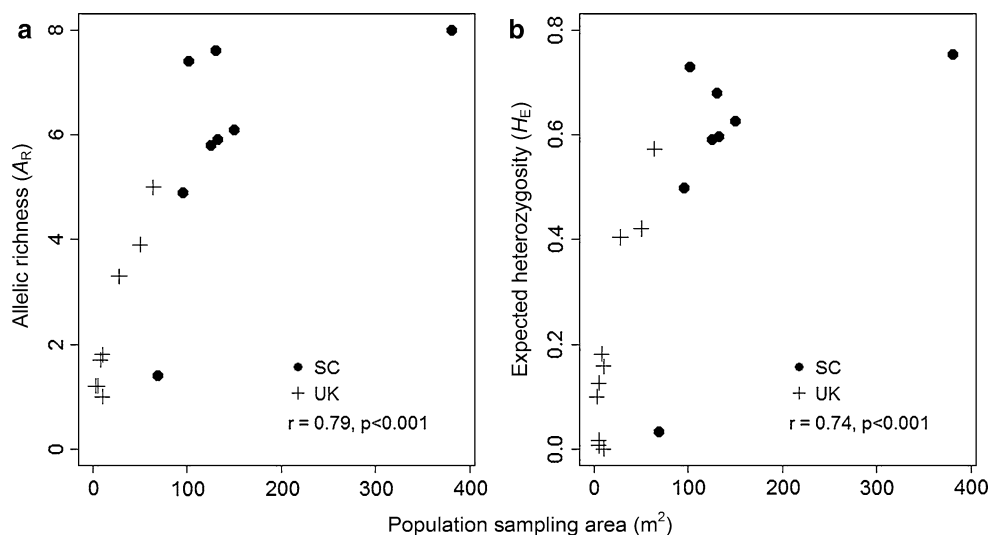 a
8
6
4
2
0
Allelic richness (A_R)
SC
UK
r = 0.79, p<0.001
0 100 200 300 400
b
0.8
0.6
0.4
0.2
0.0
Expected heterozygosity (H_E)
SC
UK
r = 0.74, p<0.001
0 100 200 300 400
Population sampling area (m²)